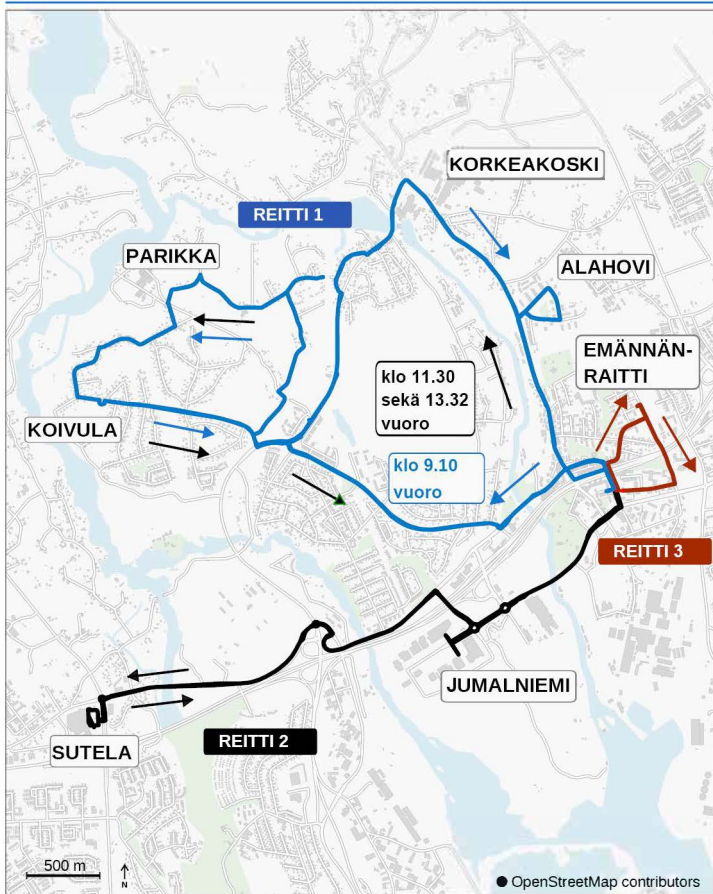 KORKEAKOSKI
REITTI 1
PARIKKA
ALAHOVI
EMÄNNÄN-
RAITTI
klo 11.30
sekä 13.32
vuoro
KOIVULA
klo 9.10
vuoro
REITTI 3
JUMALNIEMI
REITTI 2
SUTELA
500 m
N
OpenStreetMap contributors